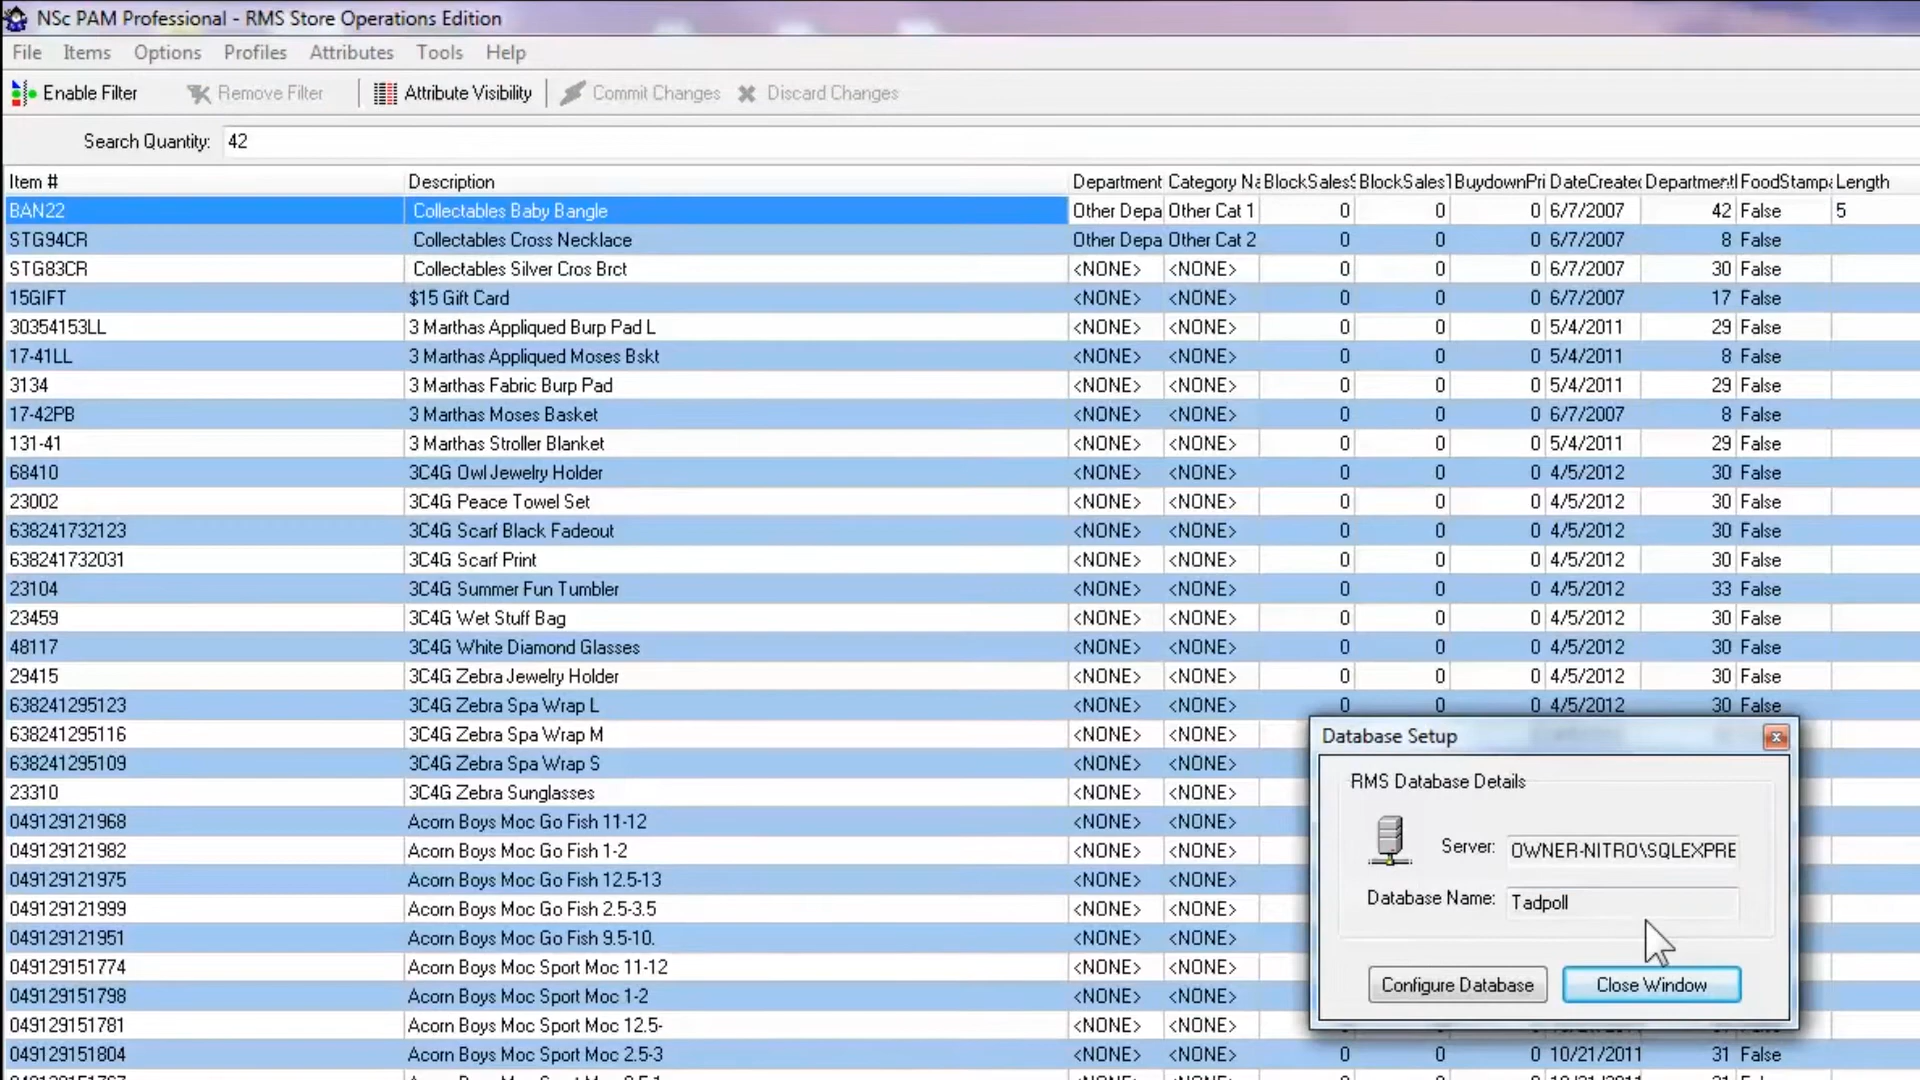 NSc PAM Professional - RMS Store Operations Edition
File Items Options Profiles Attributes Tools Help
Enable Filter Remove Filter Attribute Visibility Commit Changes Discard Changes
Search Quantity: 42
Item # Description Department Category Na BlockSalesS BlockSalesT BuydownPri DateCreated DepartmentI FoodStampa Length
BAN22 Collectables Baby Bangle Other Depa Other Cat 1 0 0 0 6/7/2007 42 False 5
STG94CR Collectables Cross Necklace Other Depa Other Cat 2 0 0 0 6/7/2007 8 False
STG83CR Collectables Silver Cros Brct <NONE> <NONE> 0 0 0 6/7/2007 30 False
15GIFT $15 Gift Card <NONE> <NONE> 0 0 0 6/7/2007 17 False
30354153LL 3 Marthas Appliqued Burp Pad L <NONE> <NONE> 0 0 0 5/4/2011 29 False
17-41LL 3 Marthas Appliqued Moses Bskt <NONE> <NONE> 0 0 0 5/4/2011 8 False
3134 3 Marthas Fabric Burp Pad <NONE> <NONE> 0 0 0 5/4/2011 29 False
17-42PB 3 Marthas Moses Basket <NONE> <NONE> 0 0 0 6/7/2007 8 False
131-41 3 Marthas Stroller Blanket <NONE> <NONE> 0 0 0 5/4/2011 29 False
68410 3C4G Owl Jewelry Holder <NONE> <NONE> 0 0 0 4/5/2012 30 False
23002 3C4G Peace Towel Set <NONE> <NONE> 0 0 0 4/5/2012 30 False
638241732123 3C4G Scarf Black Fadeout <NONE> <NONE> 0 0 0 4/5/2012 30 False
638241732031 3C4G Scarf Print <NONE> <NONE> 0 0 0 4/5/2012 30 False
23104 3C4G Summer Fun Tumbler <NONE> <NONE> 0 0 0 4/5/2012 33 False
23459 3C4G Wet Stuff Bag <NONE> <NONE> 0 0 0 4/5/2012 30 False
48117 3C4G White Diamond Glasses <NONE> <NONE> 0 0 0 4/5/2012 30 False
29415 3C4G Zebra Jewelry Holder <NONE> <NONE> 0 0 0 4/5/2012 30 False
638241295123 3C4G Zebra Spa Wrap L <NONE> <NONE> 0 0 0 4/5/2012 30 False
638241295116 3C4G Zebra Spa Wrap M <NONE> <NONE>
638241295109 3C4G Zebra Spa Wrap S <NONE> <NONE>
23310 3C4G Zebra Sunglasses <NONE> <NONE>
049129121968 Acorn Boys Moc Go Fish 11-12 <NONE> <NONE>
049129121982 Acorn Boys Moc Go Fish 1-2 <NONE> <NONE>
049129121975 Acorn Boys Moc Go Fish 12.5-13 <NONE> <NONE>
049129121999 Acorn Boys Moc Go Fish 2.5-3.5 <NONE> <NONE>
049129121951 Acorn Boys Moc Go Fish 9.5-10. <NONE> <NONE>
049129151774 Acorn Boys Moc Sport Moc 11-12 <NONE> <NONE>
049129151798 Acorn Boys Moc Sport Moc 1-2 <NONE> <NONE>
049129151781 Acorn Boys Moc Sport Moc 12.5- <NONE> <NONE>
049129151804 Acorn Boys Moc Sport Moc 2.5-3 <NONE> <NONE> 0 0 0 10/21/2011 31 False
Database Setup
RMS Database Details
Server: OWNER-NITRO\SQLEXPRE
Database Name: Tadpoll
Configure Database Close Window